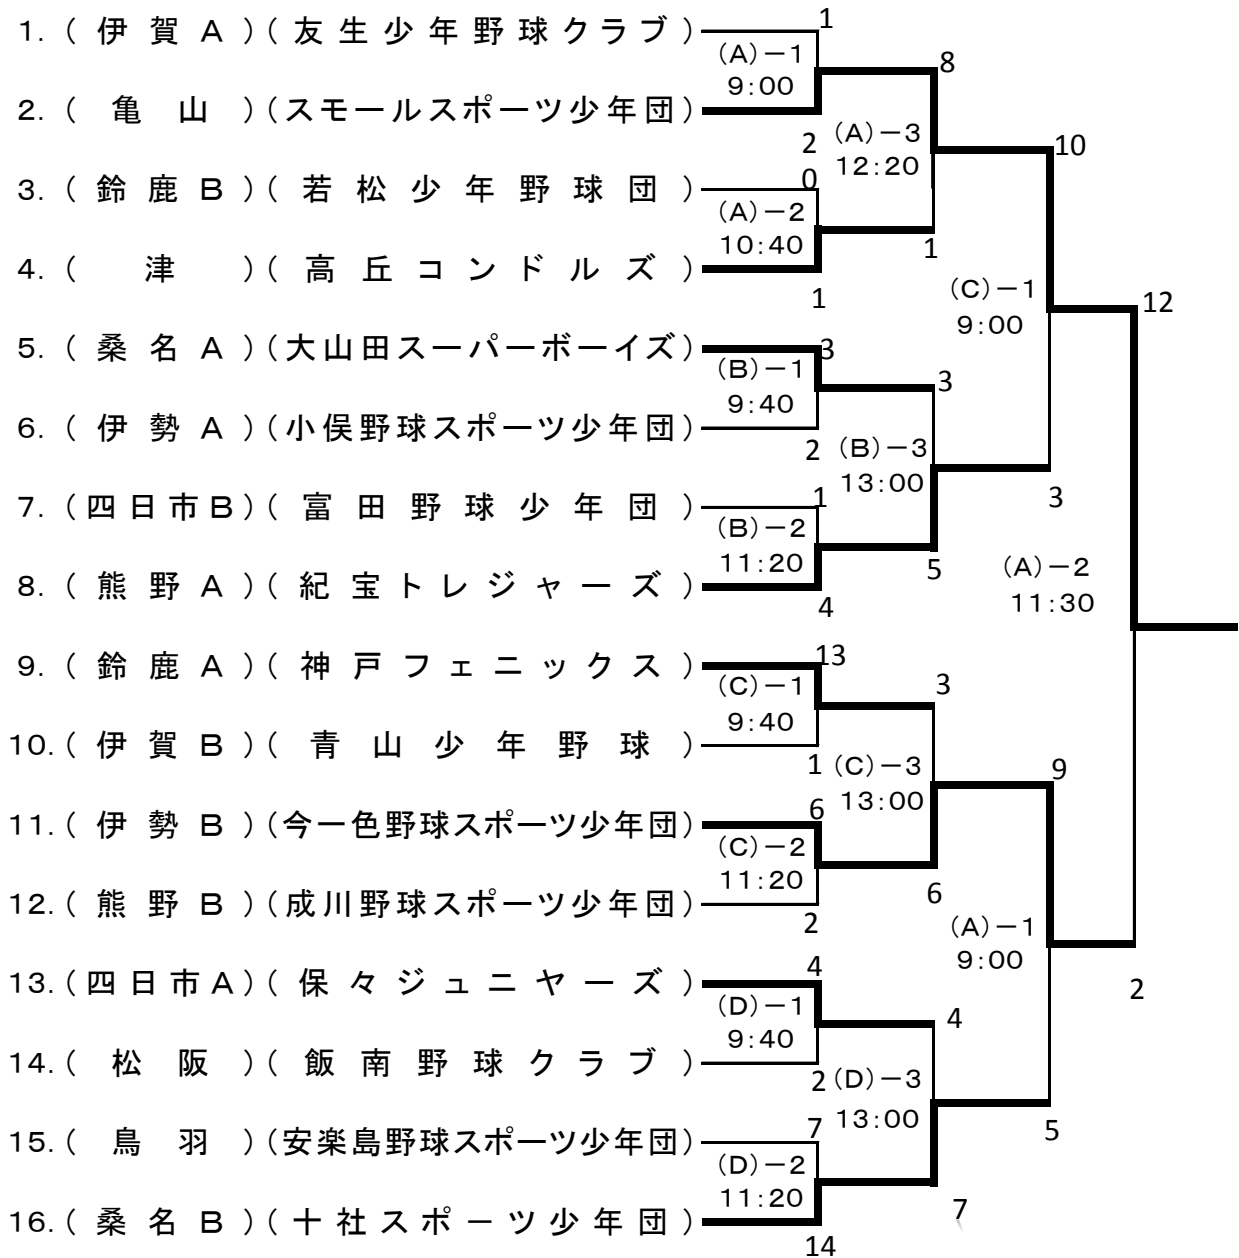 1.(伊賀A)(友生少年野球クラブ)
1
(A)-1
9:00
8
2.(亀山)(スモールスポーツ少年団)
2
(A)-3
12:20
10
3.(鈴鹿B)(若松少年野球団)
0
(A)-2
10:40
1
4.(津)(高丘コンドルズ)
1
(C)-1
9:00
12
5.(桑名A)(大山田スーパーボーイズ)
3
(B)-1
9:40
3
6.(伊勢A)(小俣野球スポーツ少年団)
2
(B)-3
13:00
3
7.(四日市B)(富田野球少年団)
1
(B)-2
11:20
5
(A)-2
11:30
8.(熊野A)(紀宝トレジャーズ)
4
9.(鈴鹿A)(神戸フェニックス)
13
(C)-1
9:40
3
10.(伊賀B)(青山少年野球)
1
(C)-3
13:00
9
11.(伊勢B)(今一色野球スポーツ少年団)
6
(C)-2
11:20
6
12.(熊野B)(成川野球スポーツ少年団)
2
(A)-1
9:00
2
13.(四日市A)(保々ジュニヤーズ)
4
(D)-1
9:40
4
14.(松阪)(飯南野球クラブ)
2
(D)-3
13:00
5
15.(鳥羽)(安楽島野球スポーツ少年団)
7
(D)-2
11:20
7
16.(桑名B)(十社スポーツ少年団)
14